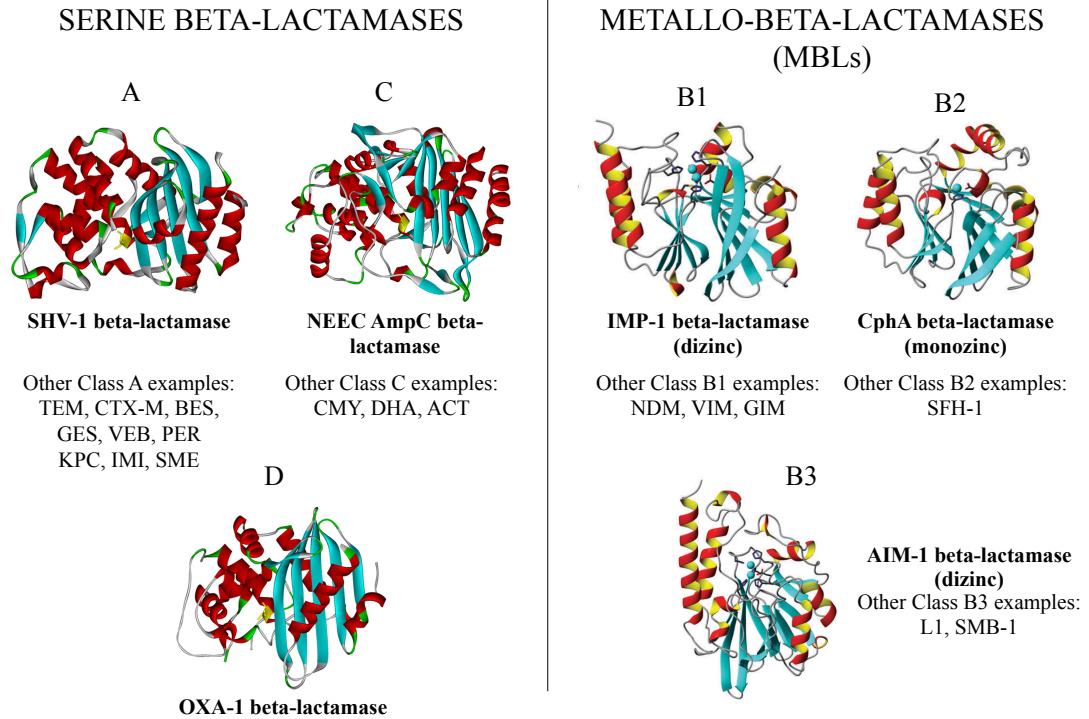 SERINE BETA-LACTAMASES
A
SHV-1 beta-lactamase
Other Class A examples:
TEM, CTX-M, BES,
GES, VEB, PER
KPC, IMI, SME
C
NEEC AmpC beta-
lactamase
Other Class C examples:
CMY, DHA, ACT
D
OXA-1 beta-lactamase
METALLO-BETA-LACTAMASES
(MBLs)
B1
IMP-1 beta-lactamase
(dizinc)
Other Class B1 examples:
NDM, VIM, GIM
B2
CphA beta-lactamase
(monozinc)
Other Class B2 examples:
SFH-1
B3
AIM-1 beta-lactamase
(dizinc)
Other Class B3 examples:
L1, SMB-1